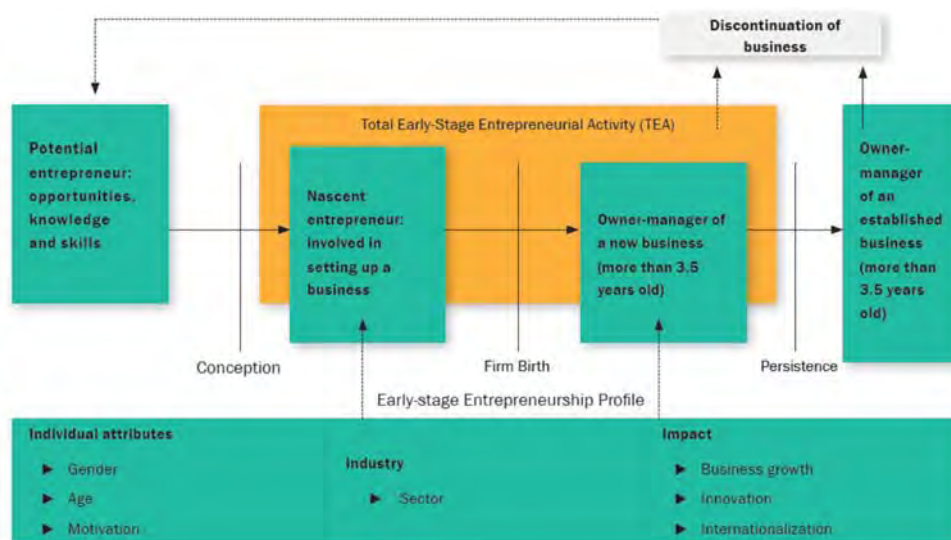 Discontinuation of
business
Total Early-Stage Entrepreneurial Activity (TEA)
Potential
entrepreneur:
opportunities,
knowledge
and skills
Nascent
entrepreneur:
involved in
setting up a
business
Owner-manager of
a new business
(more than 3.5
years old)
Owner-
manager
of an
established
business
(more than
3.5 years
old)
Conception
Firm Birth
Persistence
Early-stage Entrepreneurship Profile
Individual attributes
► Gender
► Age
► Motivation
Industry
► Sector
Impact
► Business growth
► Innovation
► Internationalization